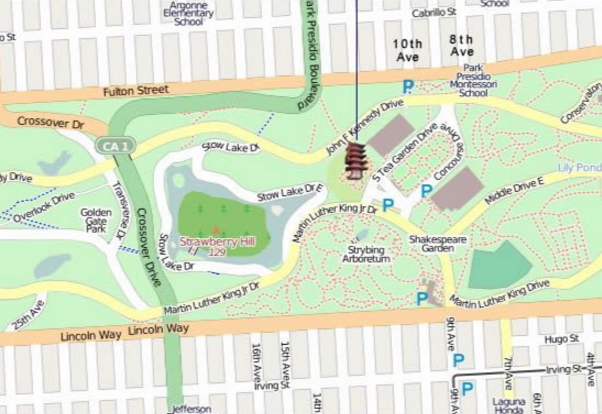 Argonne
Elementary
School
Cabrillo St
School
o St
Park Presidio Boulevard
10th
Ave
8th
Ave
Park
Presidio
Montessori
School
P
Fulton Street
Crossover Dr
CA 1
John F Kennedy Drive
Stow Lake Dr
S Tea Garden Drive
Concourse Drive
Conservatory
Lily Pond
dy Drive
Stow Lake Dr E
P
Middle Drive E
Overlook Drive
Transverse Dr
Golden
Gate
Park
Crossover Drive
P
Martin Luther King Jr Dr
Strawberry Hill
129
Stow Lake Dr
Strybing
Arboretum
Shakespeare
Garden
25th Ave
Martin Luther King Jr Dr
P
Martin Luther King Drive
Lincoln Way Lincoln Way
9th Ave
7th Ave
Hugo St
16th Ave
15th Ave
P
4th A
Irving St
Irving St
P
14th
9th Av
6th
Jefferson
Laguna
Honda